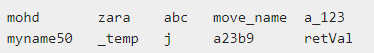 mohd zara abc move_name a_123
myname50 _temp j a23b9 retVal